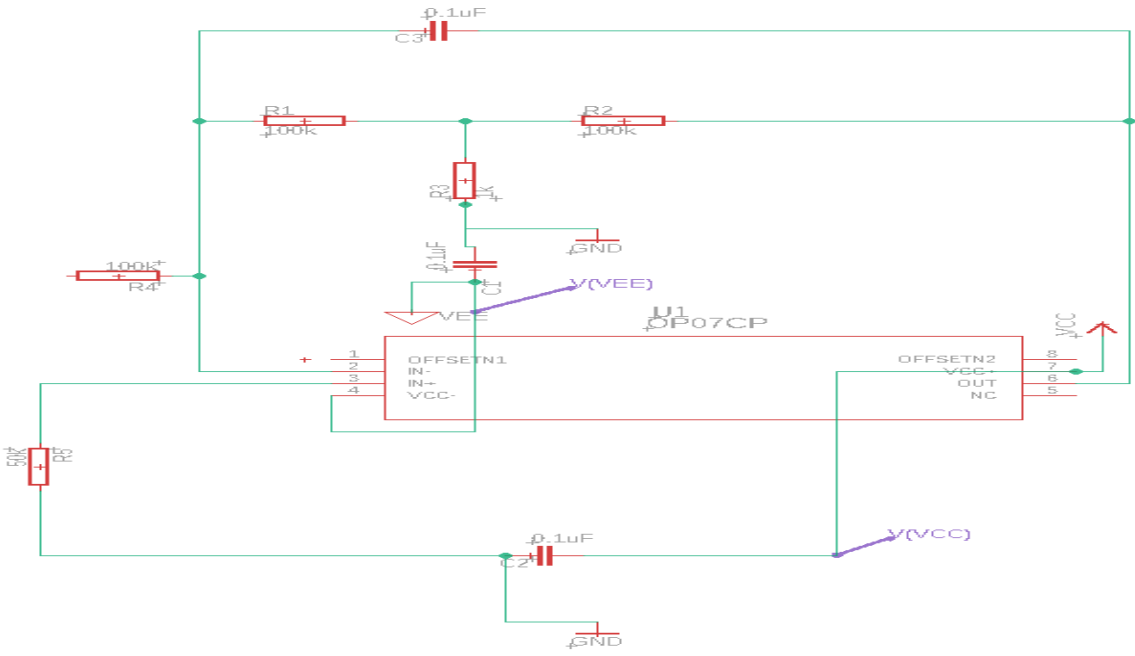 0.1uF
C3
R1
100k
R2
100k
R3
1k
GND
0.1uF
C1
100k
R4
VEE
V(VEE)
U1
OP07CP
VCC
1
2
3
4
OFFSETN1
IN-
IN+
VCC-
OFFSETN2
VCC+
OUT
NC
8
7
6
5
50k
R5
0.1uF
C2
V(VCC)
GND